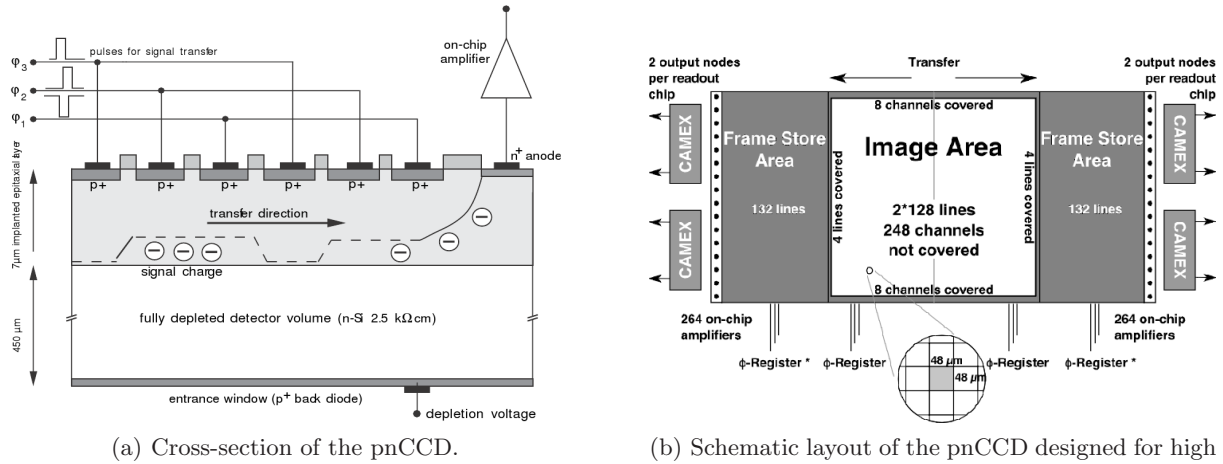 pulses for signal transfer
on-chip
amplifier
φ3
φ2
φ1
n+ anode
p+ p+ p+ p+ p+ p+
7μm implanted epitaxial layer
transfer direction
signal charge
450 μm
fully depleted detector volume (n-Si 2.5 kΩcm)
entrance window (p+ back diode)
depletion voltage
(a) Cross-section of the pnCCD.
2 output nodes
per readout
chip
Transfer
2 output nodes
per readout
chip
CAMEX
CAMEX
Frame Store
Area
132 lines
8 channels covered
Image Area
4 lines covered
2*128 lines
248 channels
not covered
4 lines covered
8 channels covered
Frame Store
Area
132 lines
CAMEX
CAMEX
264 on-chip
amplifiers
264 on-chip
amplifiers
ϕ-Register * ϕ-Register ϕ-Register ϕ-Register *
48 μm
48 μm
(b) Schematic layout of the pnCCD designed for high